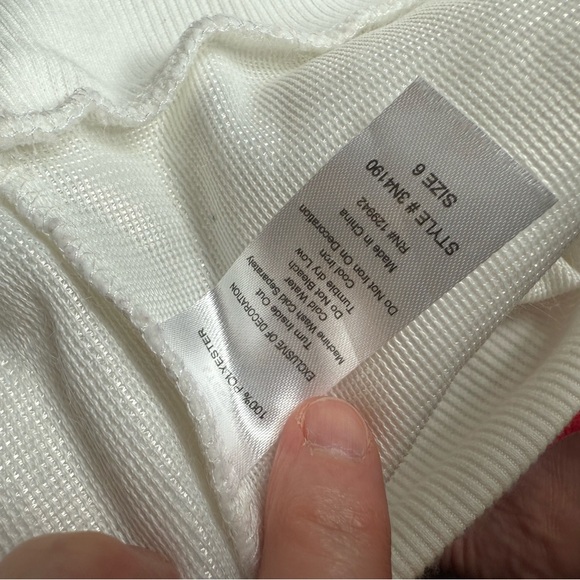 100% POLYESTER
EXCLUSIVE OF DECORATION
Turn Inside Out
Machine Wash Cold Separately
Cold Water
Do Not Bleach
Tumble dry Low
Cool Iron
Do Not Iron On Decoration
Made In China
RN# 129942
STYLE # 3N4190
SIZE 6